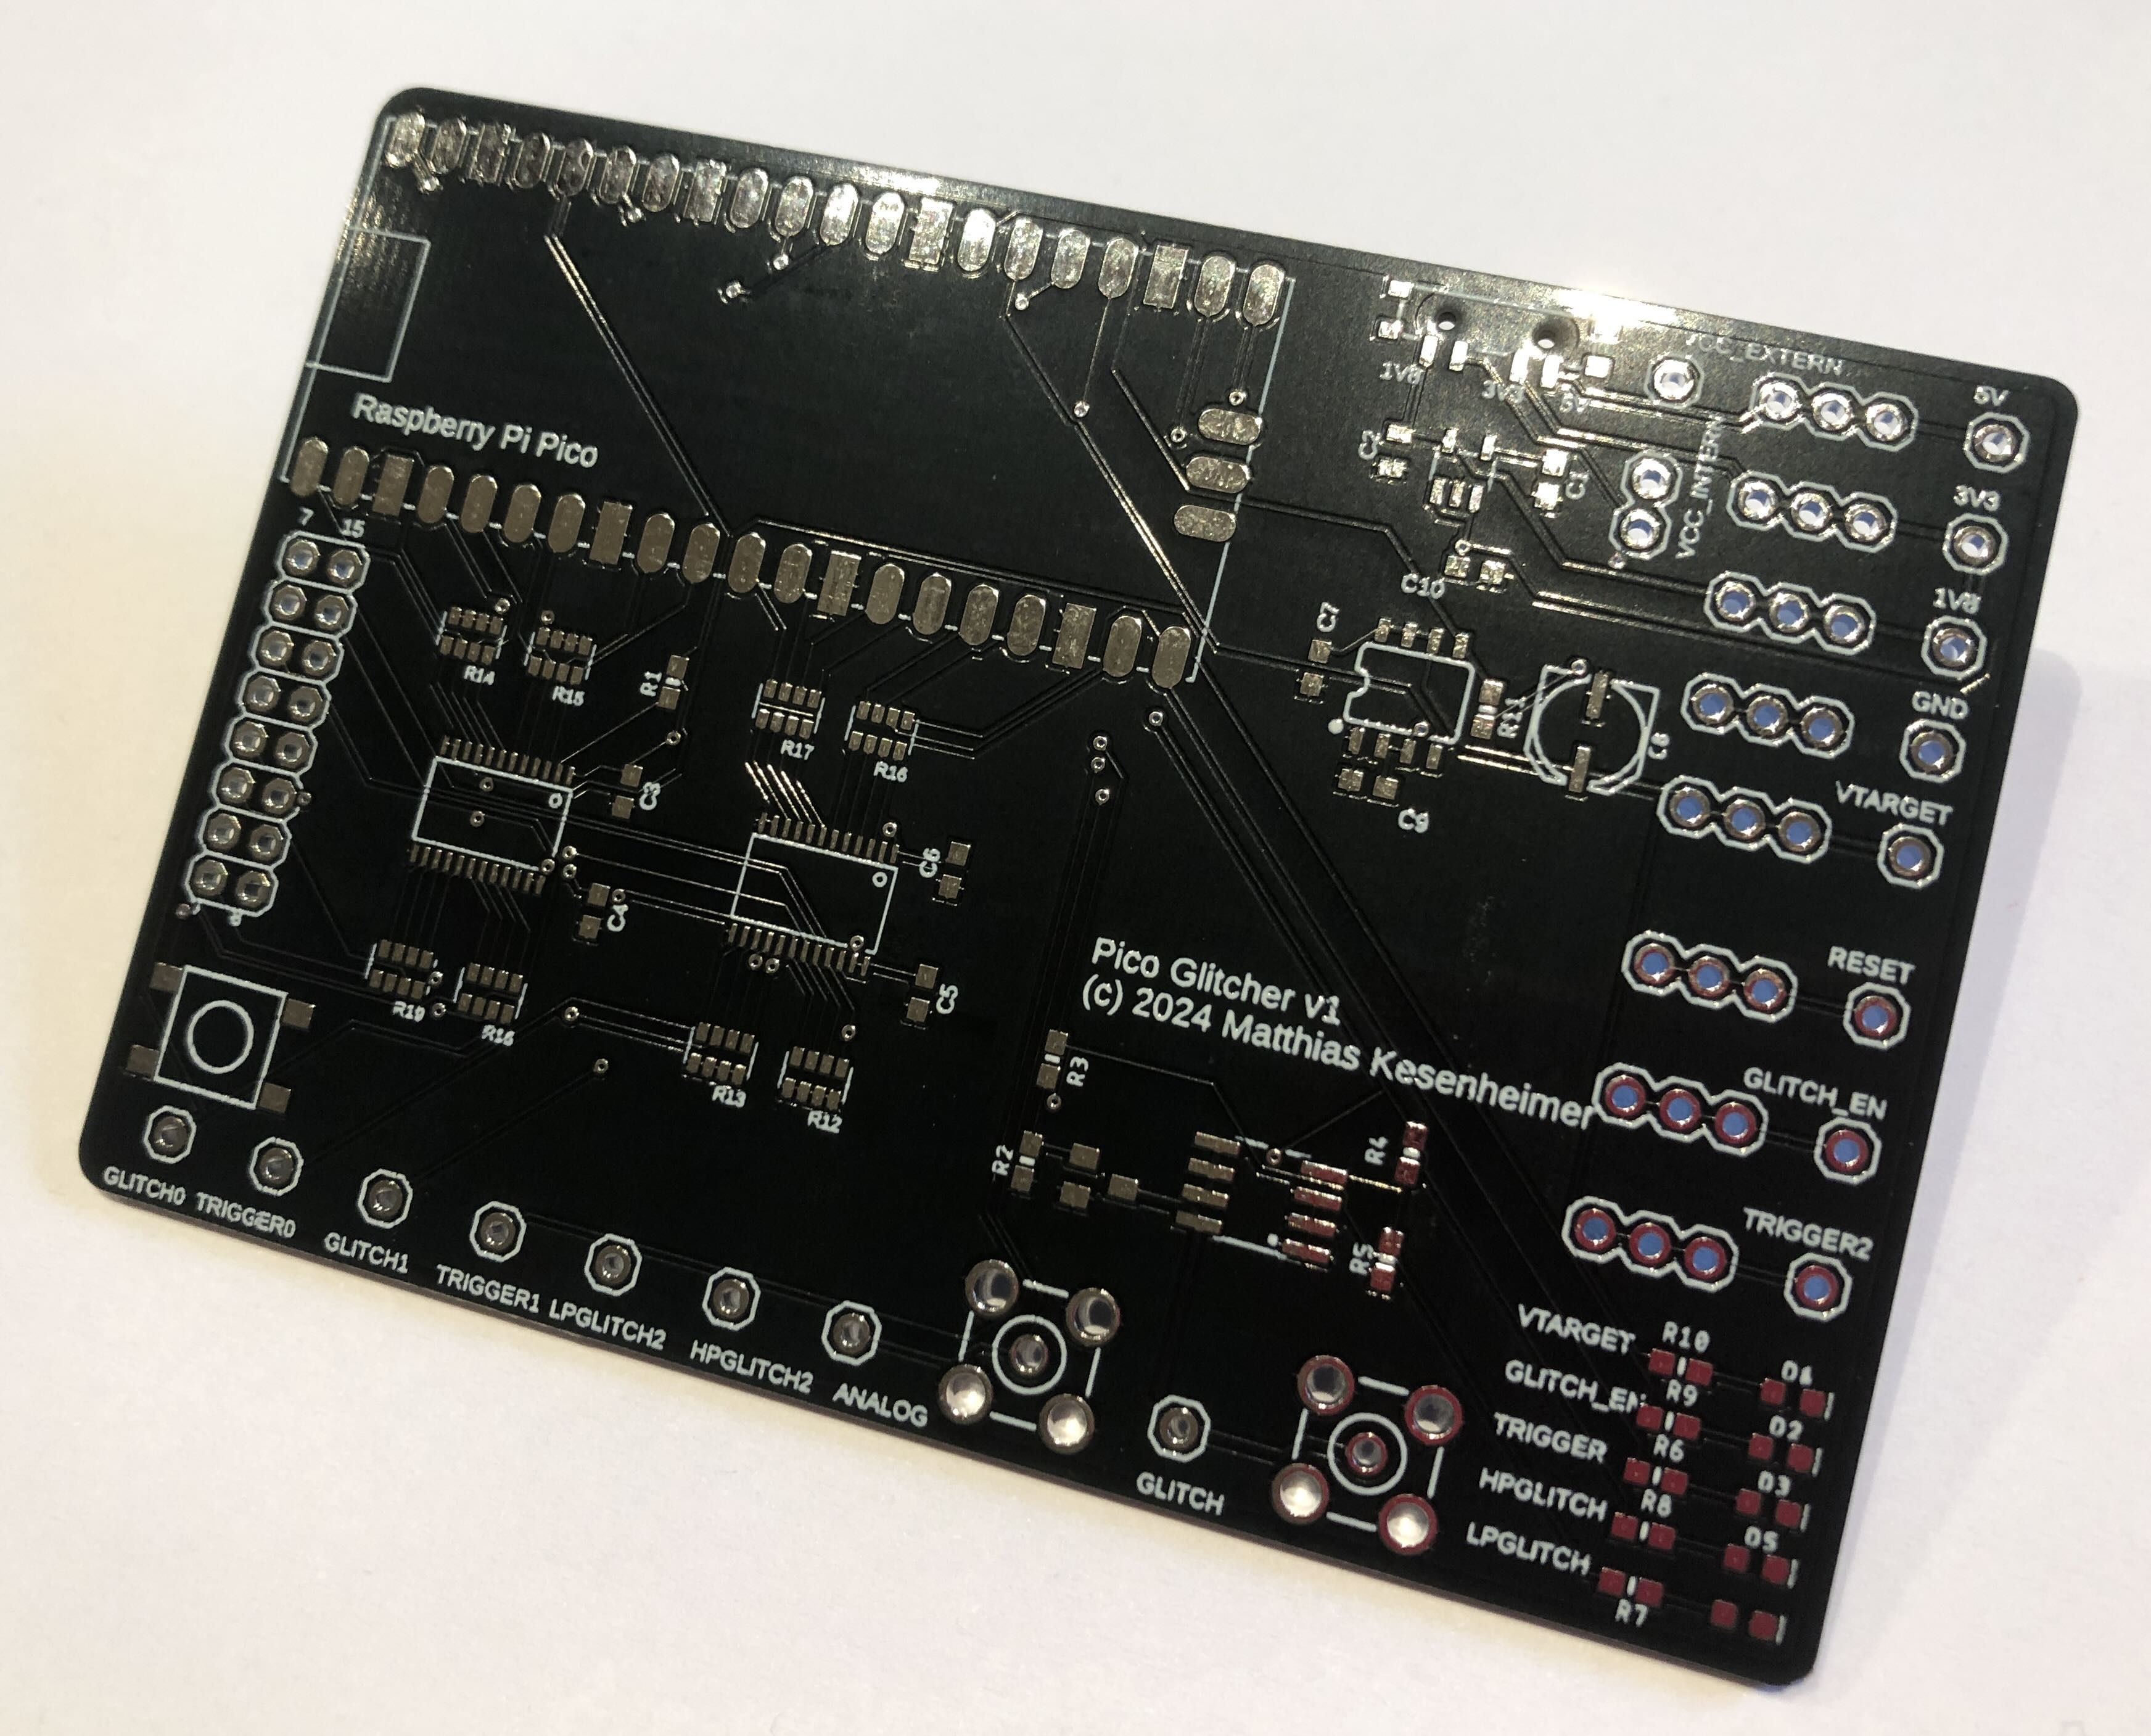 VCC_EXTERN
5V
1V8
3V3
5V
Raspberry Pi Pico
C2
C1
VCC_INTERN
3V3
7
15
C10
1V8
C7
R14
R15
R1
GND
R17
R16
R11
C8
C3
VTARGET
C9
C6
C4
Pico Glitcher v1
(c) 2024 Matthias Kesenheimer
RESET
C5
R19
R18
R3
GLITCH_EN
R13
R12
R2
R4
GLITCH0
TRIGGER0
GLITCH1
TRIGGER1
LPGLITCH2
HPGLITCH2
ANALOG
R5
TRIGGER2
GLITCH
VTARGET
R10
D1
GLITCH_EN
R9
D2
TRIGGER
R6
D3
HPGLITCH
R8
D5
LPGLITCH
R7